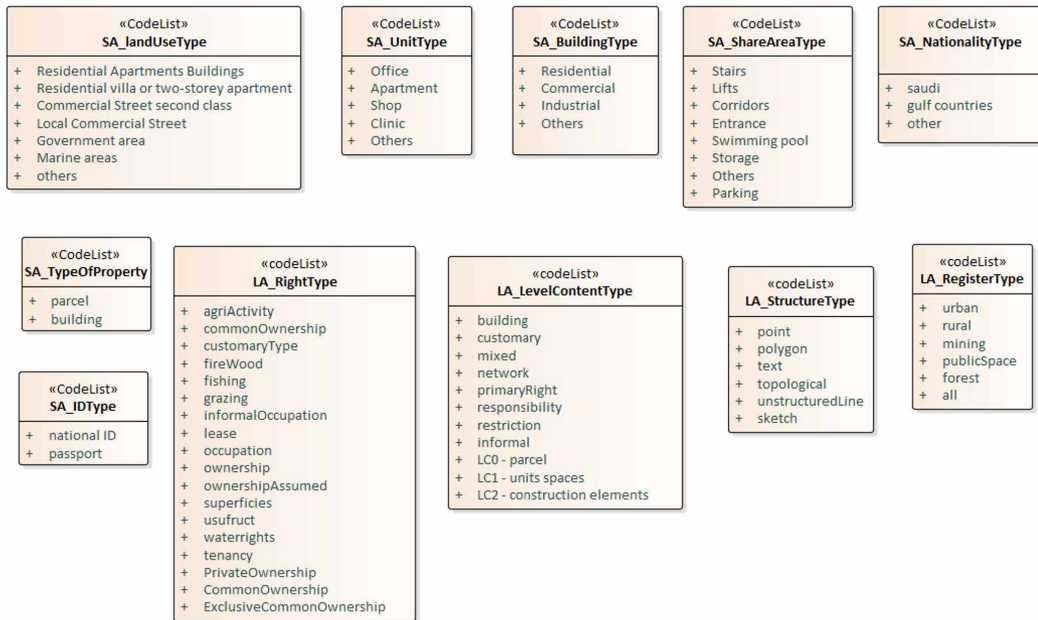 «CodeList»
SA_landUseType
+ Residential Apartments Buildings
+ Residential villa or two-storey apartment
+ Commercial Street second class
+ Local Commercial Street
+ Government area
+ Marine areas
+ others
«CodeList»
SA_UnitType
+ Office
+ Apartment
+ Shop
+ Clinic
+ Others
«CodeList»
SA_BuildingType
+ Residential
+ Commercial
+ Industrial
+ Others
«CodeList»
SA_ShareAreaType
+ Stairs
+ Lifts
+ Corridors
+ Entrance
+ Swimming pool
+ Storage
+ Others
+ Parking
«CodeList»
SA_NationalityType
+ saudi
+ gulf countries
+ other
«CodeList»
SA_TypeOfProperty
+ parcel
+ building
«CodeList»
SA_IDType
+ national ID
+ passport
«codeList»
LA_RightType
+ agriActivity
+ commonOwnership
+ customaryType
+ fireWood
+ fishing
+ grazing
+ informalOccupation
+ lease
+ occupation
+ ownership
+ ownershipAssumed
+ superficies
+ usufruct
+ waterrights
+ tenancy
+ PrivateOwnership
+ CommonOwnership
+ ExclusiveCommonOwnership
«codeList»
LA_LevelContentType
+ building
+ customary
+ mixed
+ network
+ primaryRight
+ responsibility
+ restriction
+ informal
+ LC0 - parcel
+ LC1 - units spaces
+ LC2 - construction elements
«codeList»
LA_StructureType
+ point
+ polygon
+ text
+ topological
+ unstructuredLine
+ sketch
«codeList»
LA_RegisterType
+ urban
+ rural
+ mining
+ publicSpace
+ forest
+ all